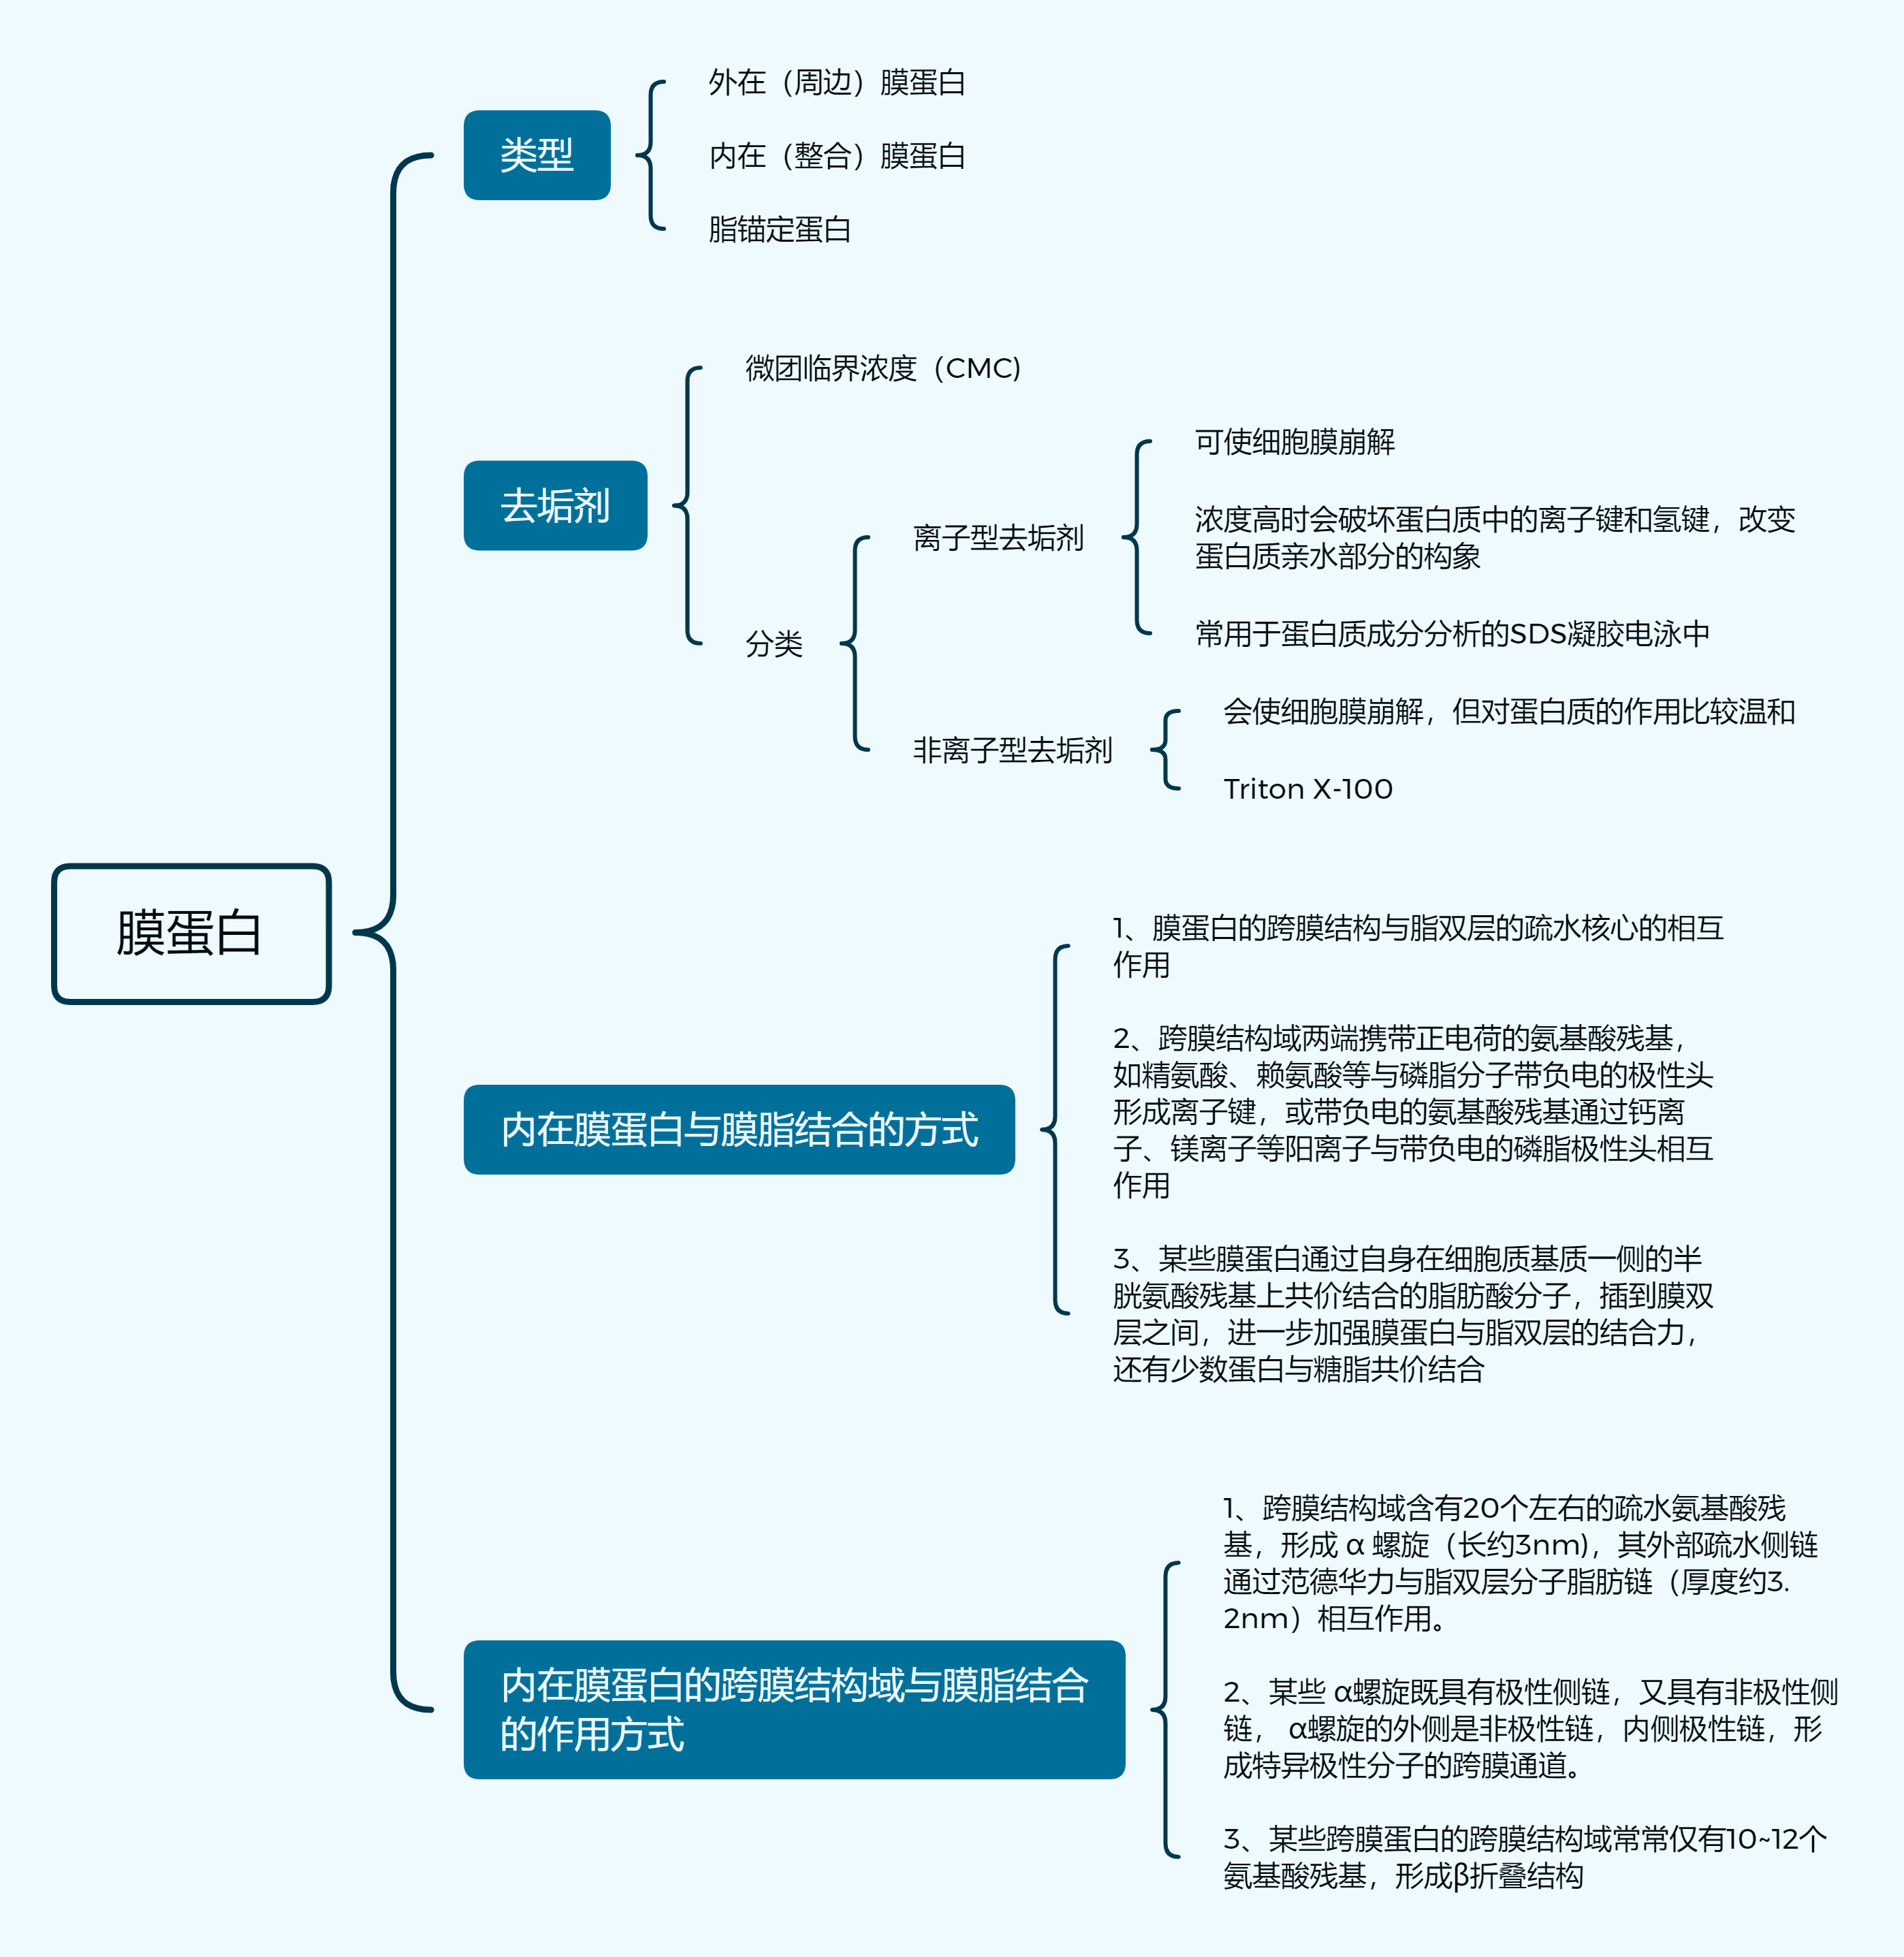 膜蛋白
类型
外在（周边）膜蛋白
内在（整合）膜蛋白
脂锚定蛋白
去垢剂
微团临界浓度（CMC)
分类
离子型去垢剂
可使细胞膜崩解
浓度高时会破坏蛋白质中的离子键和氢键，改变
蛋白质亲水部分的构象
常用于蛋白质成分分析的SDS凝胶电泳中
非离子型去垢剂
会使细胞膜崩解，但对蛋白质的作用比较温和
Triton X-100
内在膜蛋白与膜脂结合的方式
1、膜蛋白的跨膜结构与脂双层的疏水核心的相互
作用
2、跨膜结构域两端携带正电荷的氨基酸残基，
如精氨酸、赖氨酸等与磷脂分子带负电的极性头
形成离子键，或带负电的氨基酸残基通过钙离
子、镁离子等阳离子与带负电的磷脂极性头相互
作用
3、某些膜蛋白通过自身在细胞质基质一侧的半
胱氨酸残基上共价结合的脂肪酸分子，插到膜双
层之间，进一步加强膜蛋白与脂双层的结合力，
还有少数蛋白与糖脂共价结合
内在膜蛋白的跨膜结构域与膜脂结合
的作用方式
1、跨膜结构域含有20个左右的疏水氨基酸残
基，形成 α 螺旋（长约3nm)，其外部疏水侧链
通过范德华力与脂双层分子脂肪链（厚度约3.
2nm）相互作用。
2、某些 α螺旋既具有极性侧链，又具有非极性侧
链， α螺旋的外侧是非极性链，内侧极性链，形
成特异极性分子的跨膜通道。
3、某些跨膜蛋白的跨膜结构域常常仅有10~12个
氨基酸残基，形成β折叠结构